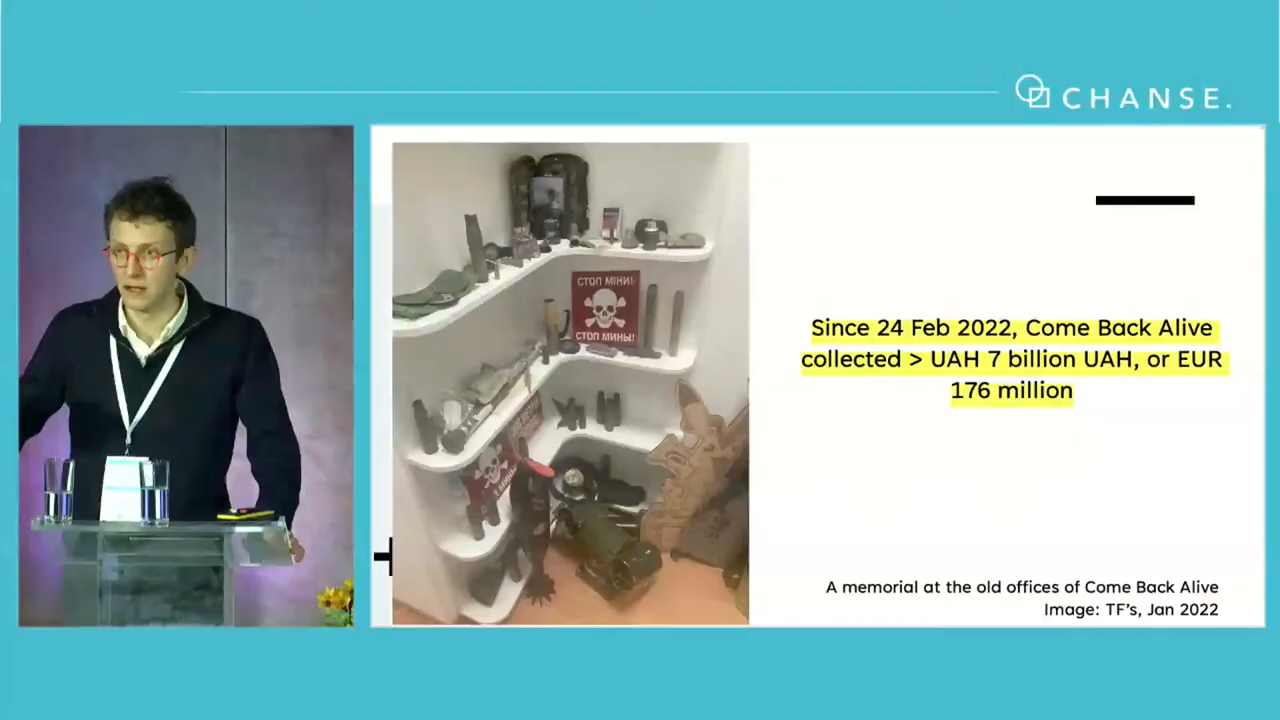 CHANSE.
СТОП МІНИ!
СТОП МИНЫ!
Since 24 Feb 2022, Come Back Alive
collected > UAH 7 billion UAH, or EUR
176 million
A memorial at the old offices of Come Back Alive
Image: TF's, Jan 2022